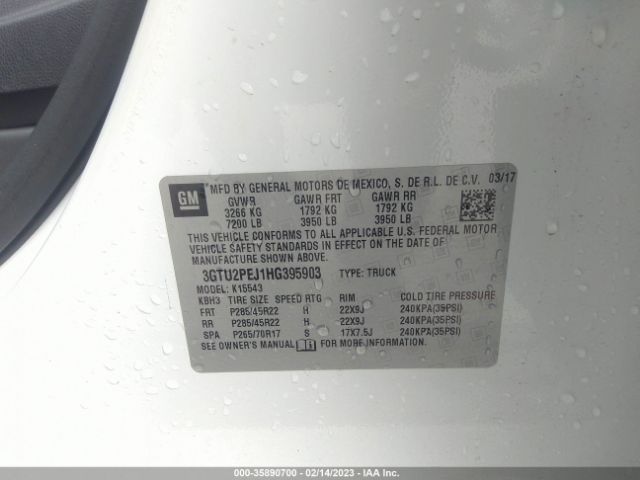 GM
MFD BY GENERAL MOTORS DE MEXICO, S. DE R.L. DE C.V. 03/17
GVWR GAWR FRT GAWR RR
3266 KG 1792 KG 1792 KG
7200 LB 3950 LB 3950 LB
THIS VEHICLE CONFORMS TO ALL APPLICABLE U.S. FEDERAL MOTOR
VEHICLE SAFETY STANDARDS IN EFFECT ON THE DATE OF
MANUFACTURE SHOWN ABOVE.
3GTU2PEJ1HG395903 TYPE: TRUCK
MODEL: K15543
KBH3 TIRE SIZE SPEED RTG RIM COLD TIRE PRESSURE
FRT P285/45R22 H 22X9J 240KPA(35PSI)
RR P285/45R22 H 22X9J 240KPA(35PSI)
SPA P265/70R17 S 17X7.5J 240KPA(35PSI)
SEE OWNER'S MANUAL FOR MORE INFORMATION.
000-35890700 - 02/14/2023 - IAA Inc.